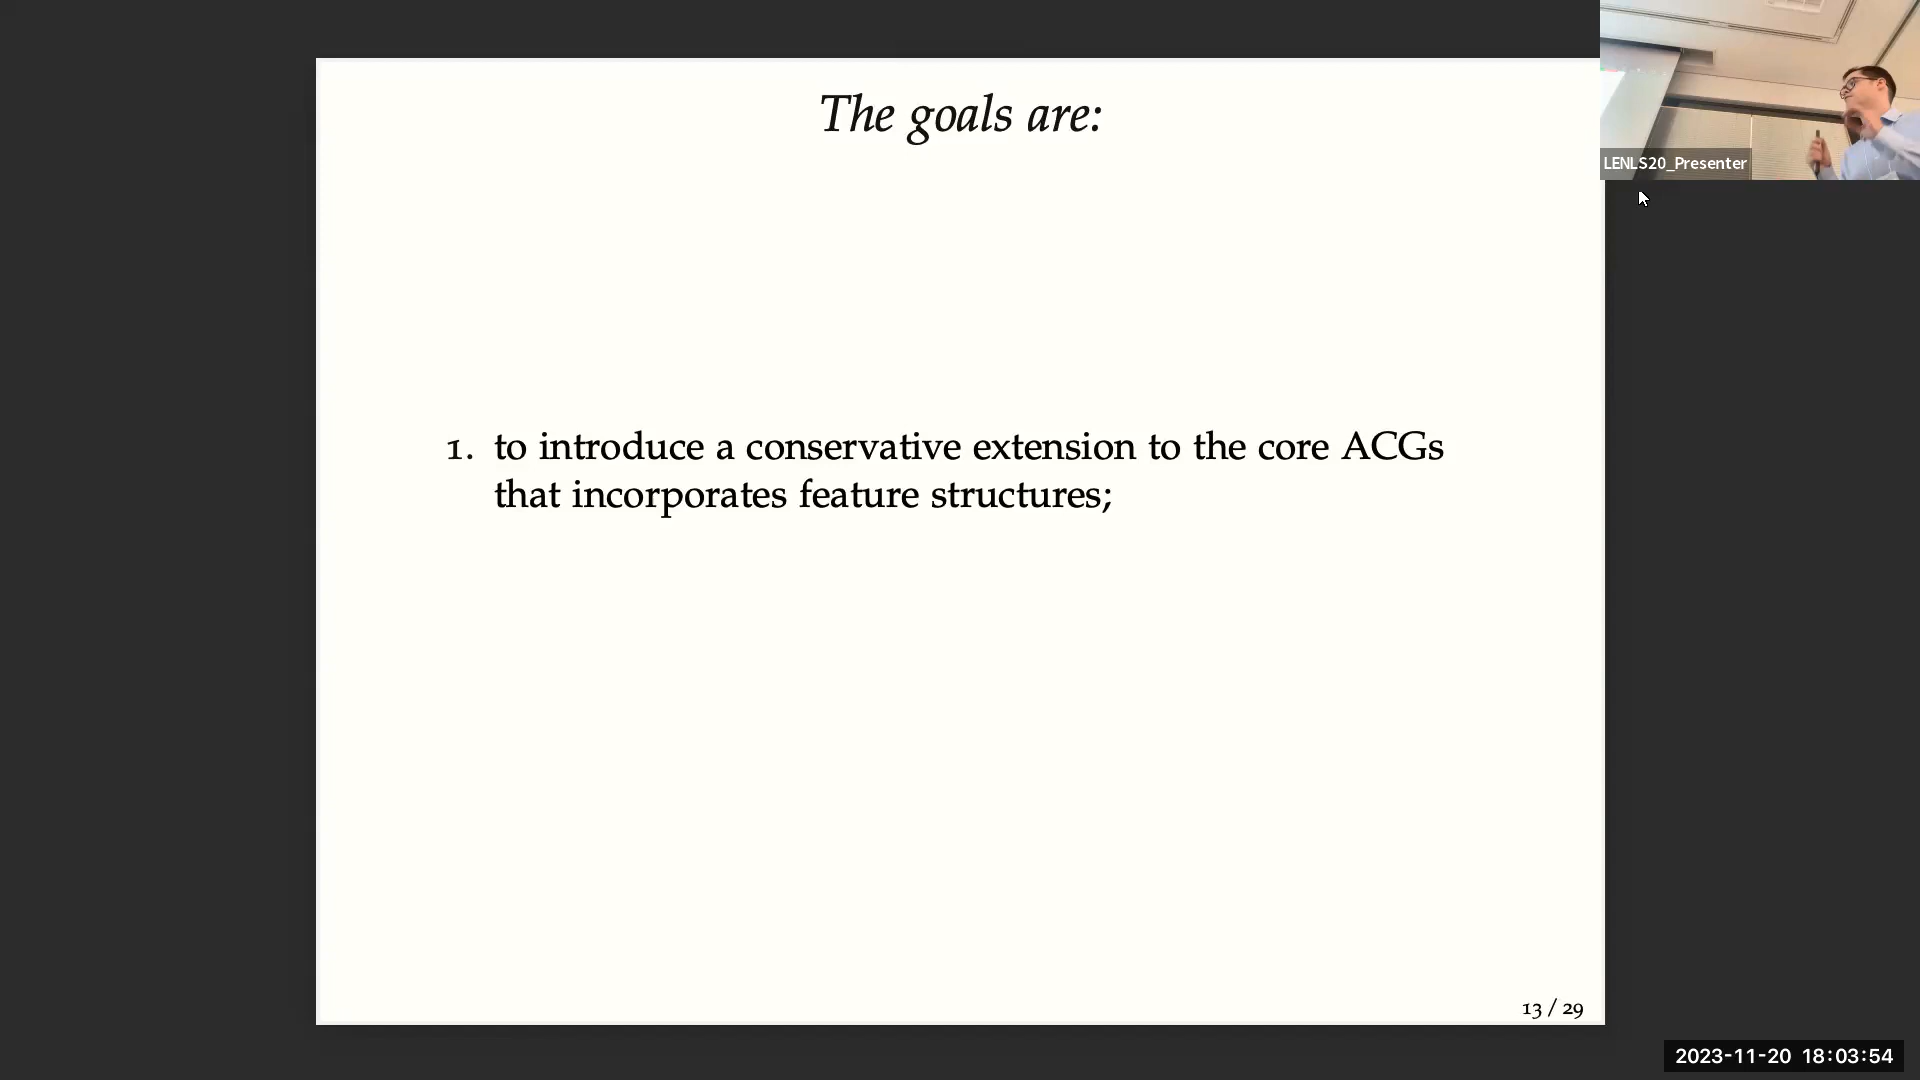 The goals are:
LENLS20_Presenter
1. to introduce a conservative extension to the core ACGs
that incorporates feature structures;
13 / 29
2023-11-20 18:03:54